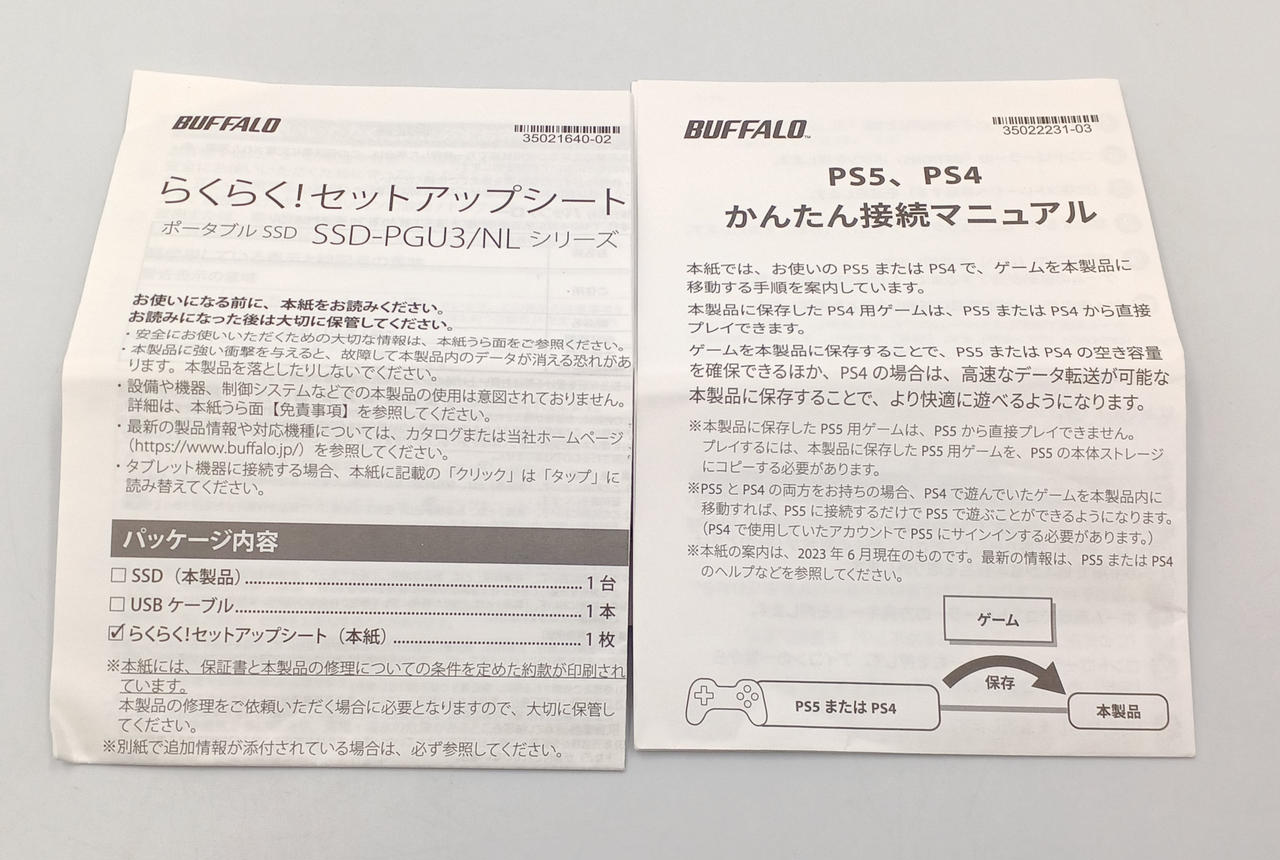 BUFFALO
35021640-02
らくらく!セットアップシート
ポータブル SSD SSD-PGU3/NL シリーズ
お使いになる前に、本紙をお読みください。
お読みになった後は大切に保管してください。
・安全にお使いいただくための大切な情報は、本紙うら面をご参照ください。
・本製品に強い衝撃を与えると、故障して本製品内のデータが消える恐れがあ
ります。本製品を落としたりしないでください。
・設備や機器、制御システムなどでの本製品の使用は意図されておりません。
詳細は、本紙うら面【免責事項】を参照してください。
・最新の製品情報や対応機種については、カタログまたは当社ホームページ
(https://www.buffalo.jp/)を参照してください。
・タブレット機器に接続する場合、本紙に記載の「クリック」は「タップ」に
読み替えてください。
パッケージ内容
□ SSD(本製品)........................1 台
□ USB ケーブル........................1 本
☑ らくらく!セットアップシート(本紙)........................1 枚
※本紙には、保証書と本製品の修理についての条件を定めた約款が印刷され
ています。
本製品の修理をご依頼いただく場合に必要となりますので、大切に保管し
てください。
※別紙で追加情報が添付されている場合は、必ず参照してください。
BUFFALO™
35022231-03
PS5、PS4
かんたん接続マニュアル
本紙では、お使いの PS5 または PS4 で、ゲームを本製品に
移動する手順を案内しています。
本製品に保存した PS4 用ゲームは、PS5 または PS4 から直接
プレイできます。
ゲームを本製品に保存することで、PS5 または PS4 の空き容量
を確保できるほか、PS4 の場合は、高速なデータ転送が可能な
本製品に保存することで、より快適に遊べるようになります。
※本製品に保存した PS5 用ゲームは、PS5 から直接プレイできません。
プレイするには、本製品に保存した PS5 用ゲームを、PS5 の本体ストレージ
にコピーする必要があります。
※PS5 と PS4 の両方をお持ちの場合、PS4 で遊んでいたゲームを本製品内に
移動すれば、PS5 に接続するだけで PS5 で遊ぶことができるようになります。
(PS4 で使用していたアカウントで PS5 にサインインする必要があります。)
※本紙の案内は、2023 年 6 月現在のものです。最新の情報は、PS5 または PS4
のヘルプなどを参照してください。
ゲーム
保存
PS5 または PS4
本製品